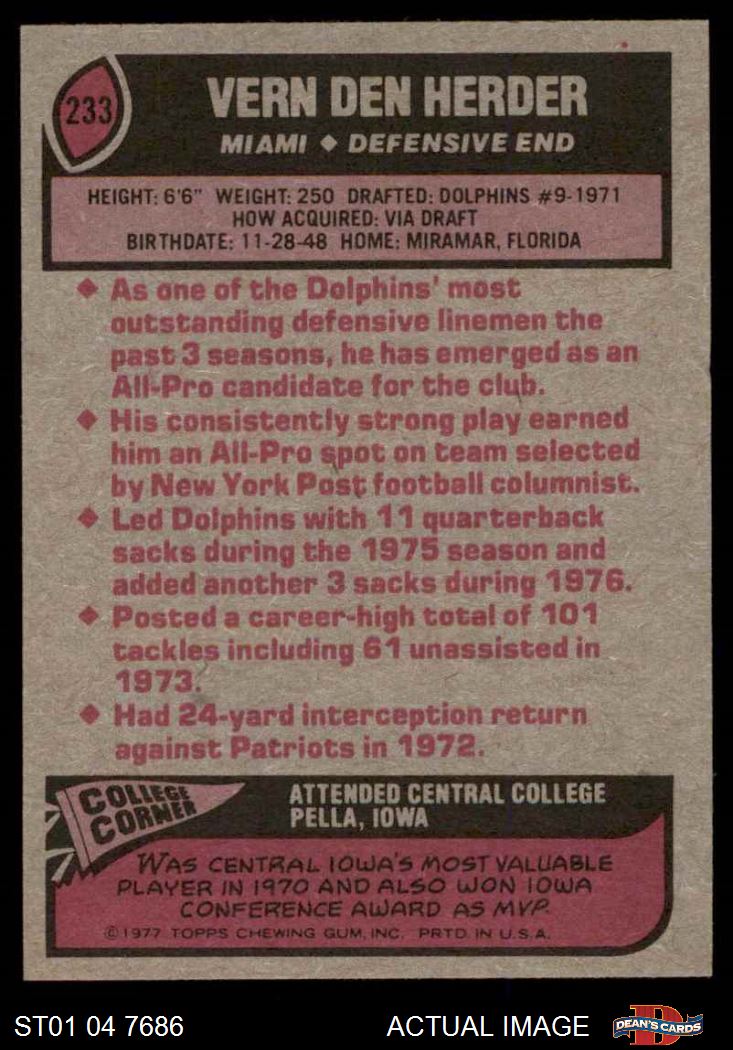 233
VERN DEN HERDER
MIAMI ◆ DEFENSIVE END
HEIGHT: 6'6" WEIGHT: 250 DRAFTED: DOLPHINS #9-1971
HOW ACQUIRED: VIA DRAFT
BIRTHDATE: 11-28-48 HOME: MIRAMAR, FLORIDA
◆ As one of the Dolphins' most
outstanding defensive linemen the
past 3 seasons, he has emerged as an
All-Pro candidate for the club.
◆ His consistently strong play earned
him an All-Pro spot on team selected
by New York Post football columnist.
◆ Led Dolphins with 11 quarterback
sacks during the 1975 season and
added another 3 sacks during 1976.
◆ Posted a career-high total of 101
tackles including 61 unassisted in
1973.
◆ Had 24-yard interception return
against Patriots in 1972.
COLLEGE
CORNER
ATTENDED CENTRAL COLLEGE
PELLA, IOWA
WAS CENTRAL IOWA'S MOST VALUABLE
PLAYER IN 1970 AND ALSO WON IOWA
CONFERENCE AWARD AS MVP.
© 1977 TOPPS CHEWING GUM, INC. PRTD. IN U.S.A.
ST01 04 7686
ACTUAL IMAGE
D
DEAN'S CARDS